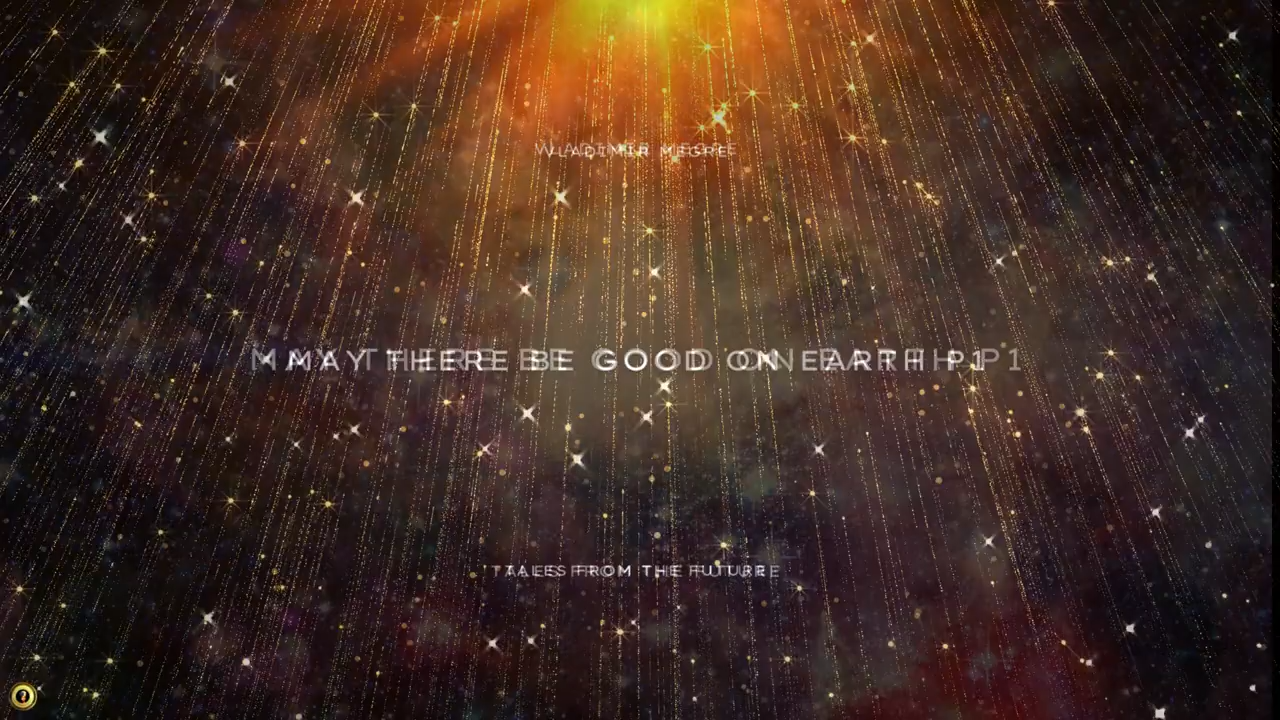 VLADIMIR MEGRE
MAY THERE BE GOOD ON EARTH P1
TALES FROM THE FUTURE